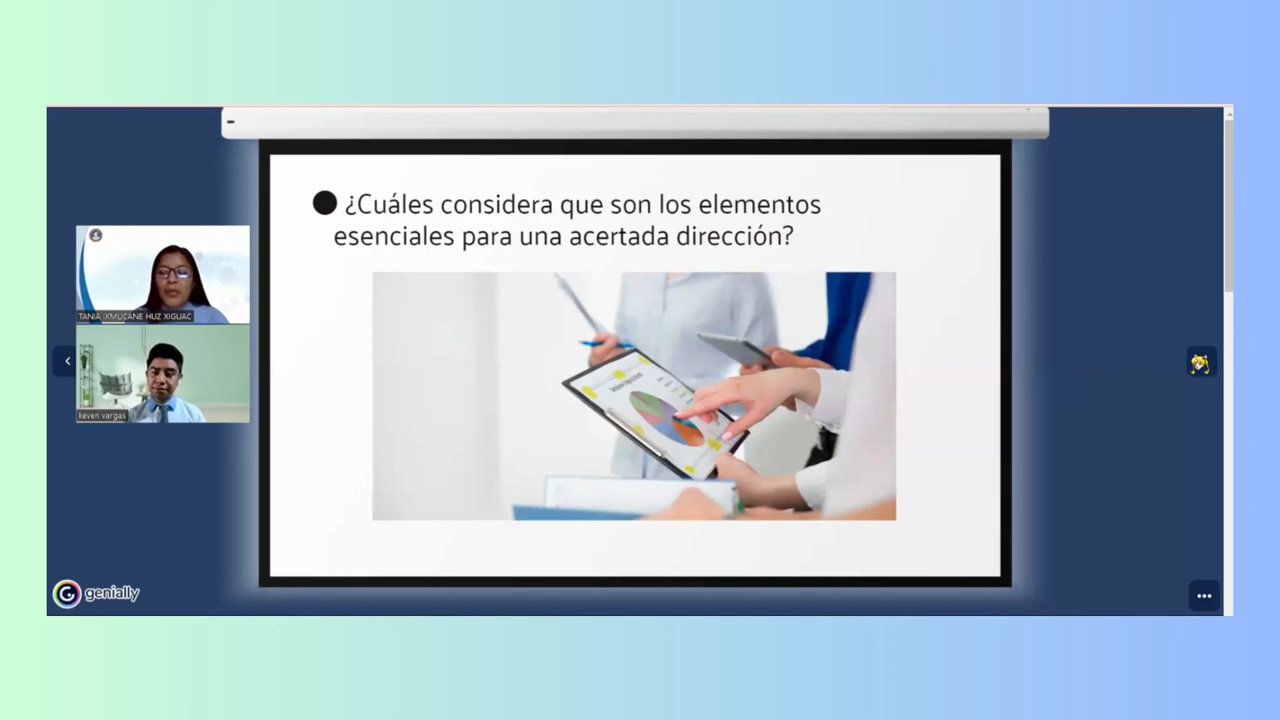 ¿Cuáles considera que son los elementos
esenciales para una acertada dirección?
TANIA IXMUCANE HUZ XIGUAC
keven vargas
genially